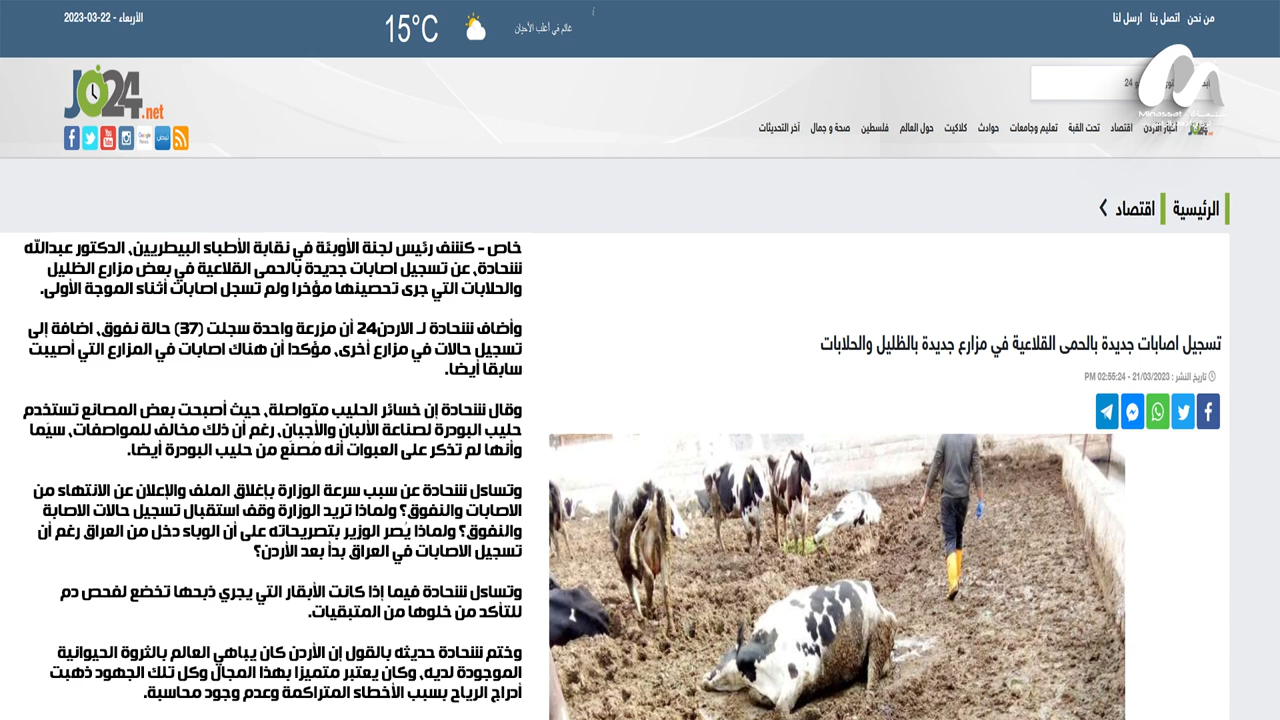 من نحن
اتصل بنا
ارسل لنا
غائم في أغلب الأحيان
15°C
الأربعاء - 22-03-2023
JO24.net
24
Minassat
اقتصاد
تحت القبة
تعليم وجامعات
حوادث
كلاكيت
حول العالم
فلسطين
صحة و جمال
آخر التحديثات
الرئيسية
اقتصاد
تسجيل اصابات جديدة بالحمى القلاعية في مزارع جديدة بالظليل والحلابات
تاريخ النشر : 21/03/2023 - 02:55:24 PM
خاص - كشف رئيس لجنة الأوبئة في نقابة الأطباء البيطريين، الدكتور عبدالله
شحادة، عن تسجيل اصابات جديدة بالحمى القلاعية في بعض مزارع الظليل
والحلابات التي جرى تحصينها مؤخرا ولم تسجل اصابات أثناء الموجة الأولى.
وأضاف شحادة لـ الاردن24 أن مزرعة واحدة سجلت (37) حالة نفوق، اضافة إلى
تسجيل حالات في مزارع أخرى، مؤكدا أن هناك اصابات في المزارع التي أصيبت
سابقا أيضا.
وقال شحادة إن خسائر الحليب متواصلة، حيث أصبحت بعض المصانع تستخدم
حليب البودرة لصناعة الألبان والأجبان، رغم أن ذلك مخالف للمواصفات، سيّما
وأنها لم تذكر على العبوات أنه مُصنّع من حليب البودرة أيضا.
وتساءل شحادة عن سبب سرعة الوزارة بإغلاق الملف والإعلان عن الانتهاء من
الاصابات والنفوق؟ ولماذا تريد الوزارة وقف استقبال تسجيل حالات الاصابة
والنفوق؟ ولماذا يُصر الوزير بتصريحاته على أن الوباء دخل من العراق رغم أن
تسجيل الاصابات في العراق بدأ بعد الأردن؟
وتساءل شحادة فيما إذا كانت الأبقار التي يجري ذبحها تخضع لفحص دم
للتأكد من خلوها من المتبقيات.
وختم شحادة حديثه بالقول إن الأردن كان يباهي العالم بالثروة الحيوانية
الموجودة لديه، وكان يعتبر متميزا بهذا المجال وكل تلك الجهود ذهبت
أدراج الرياح بسبب الأخطاء المتراكمة وعدم وجود محاسبة.